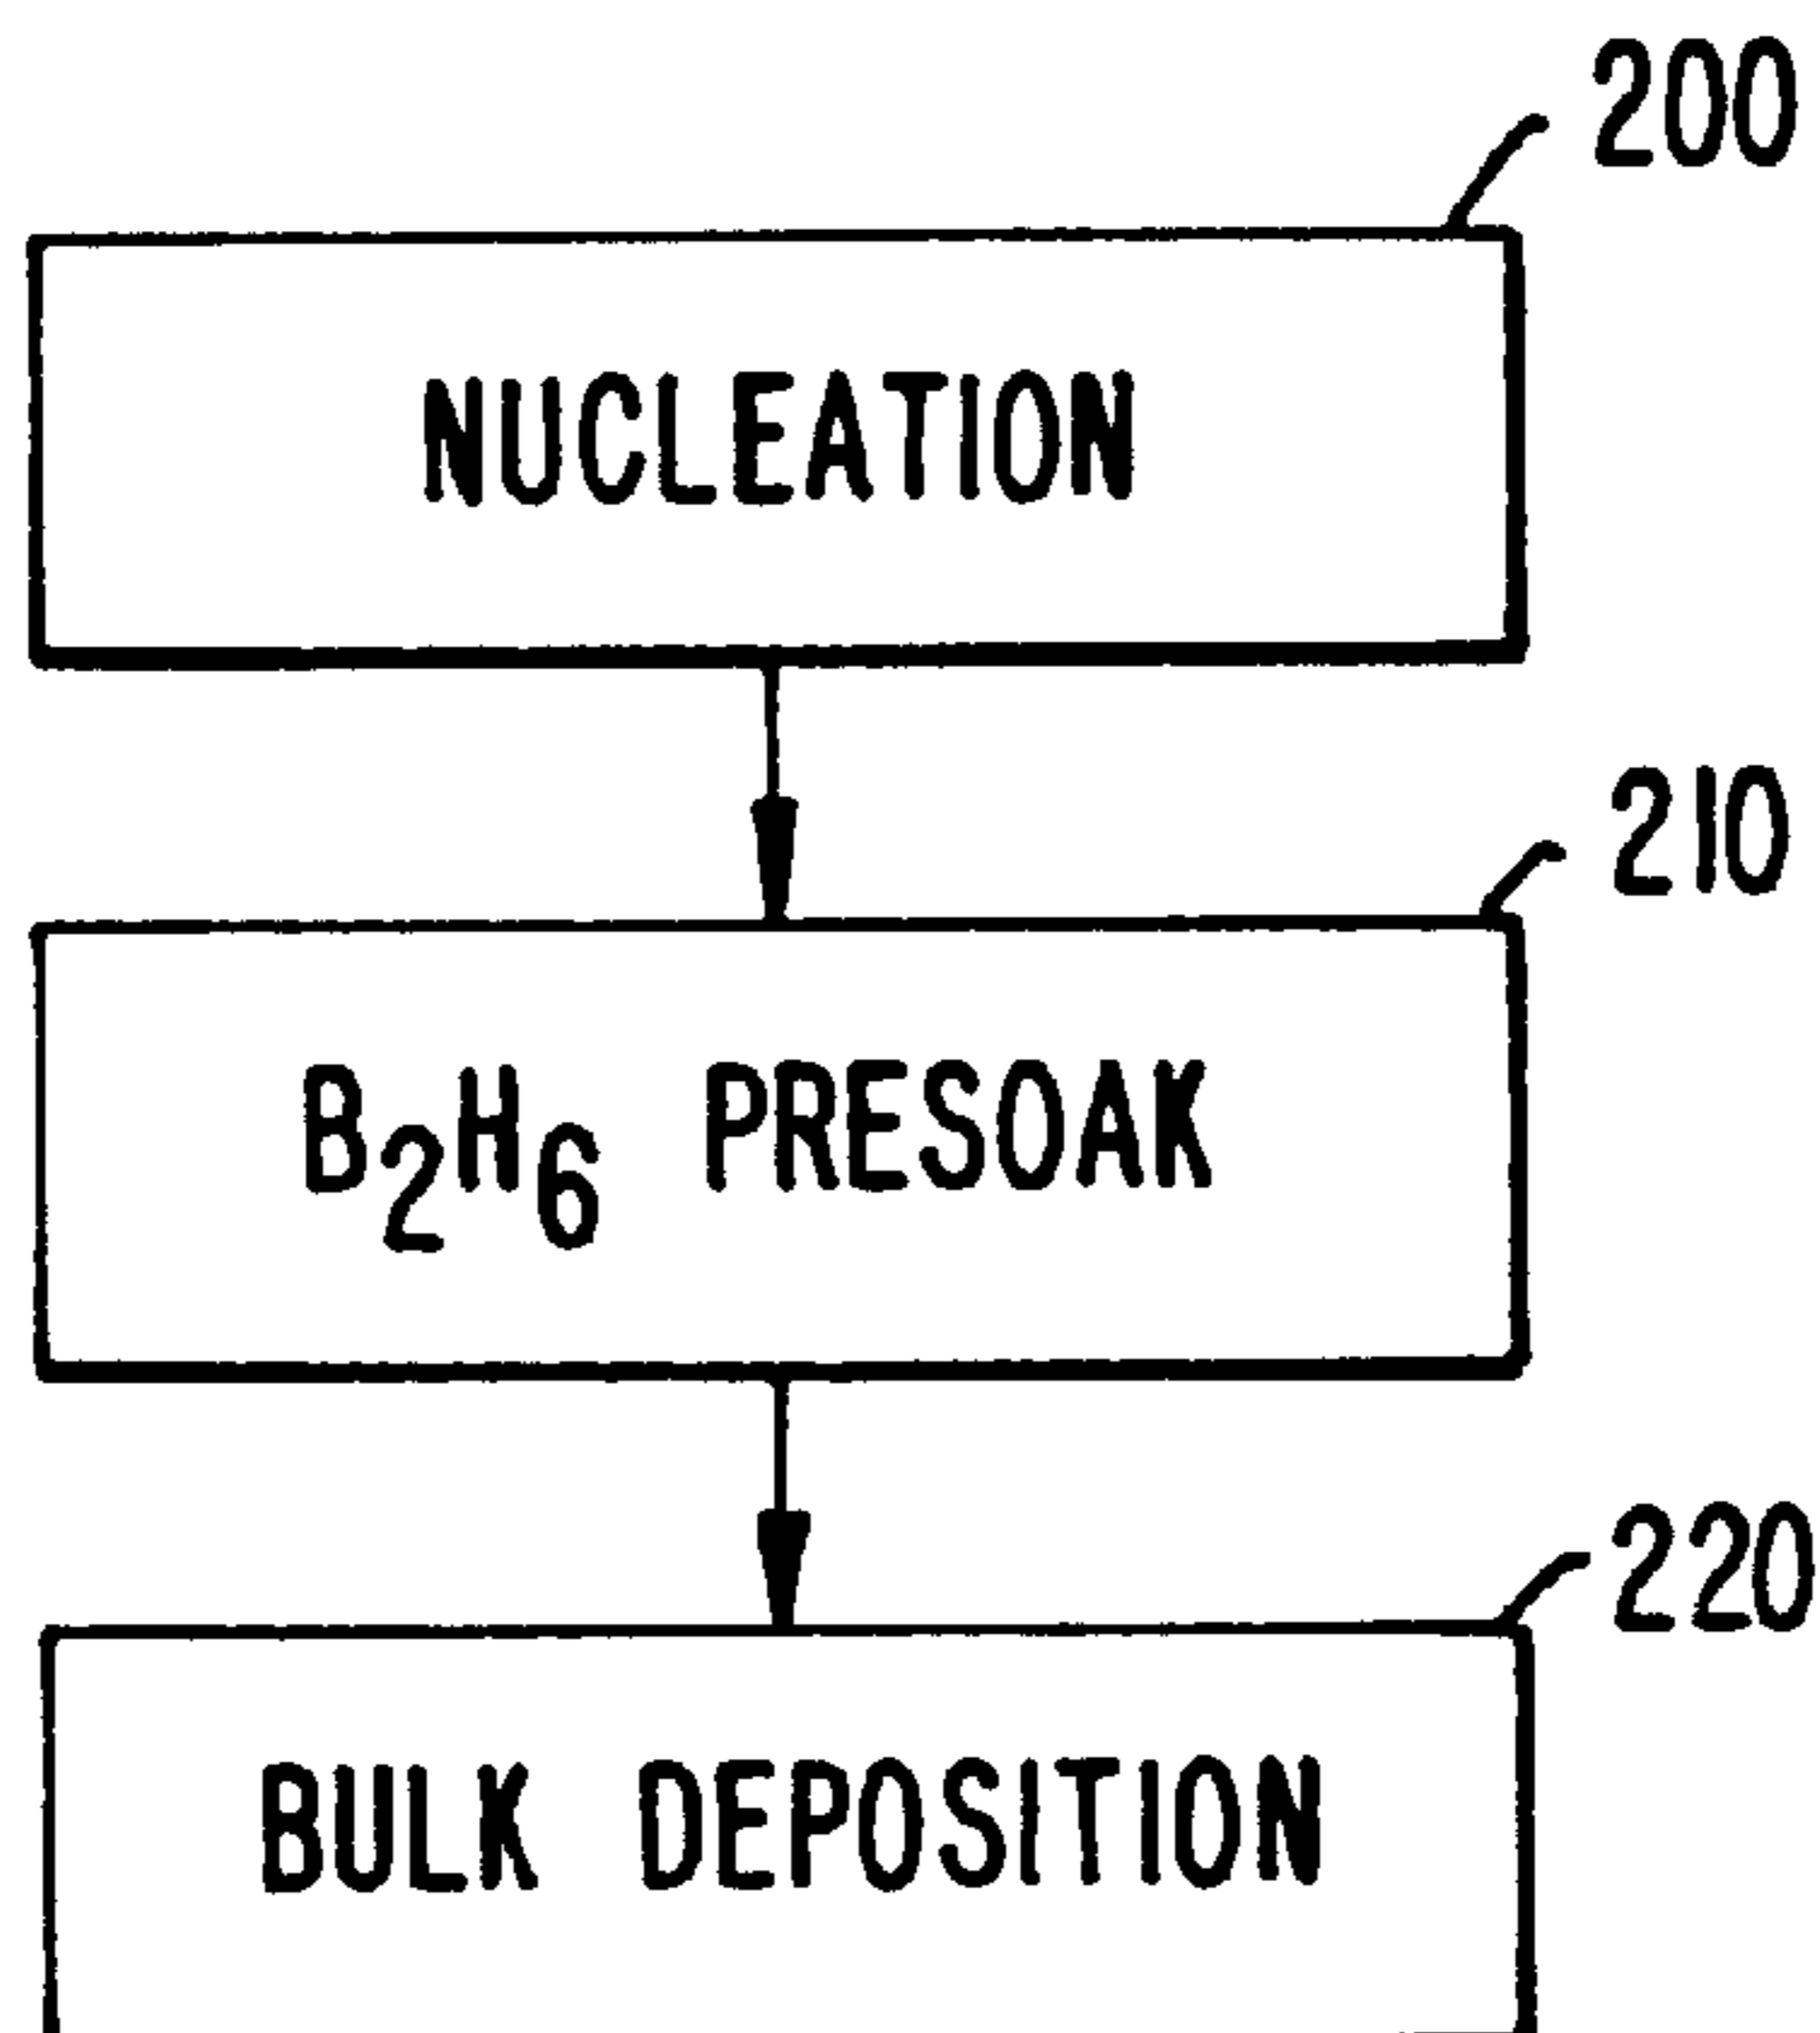 200
NUCLEATION
210
B₂H₆ PRESOAK
220
BULK DEPOSITION